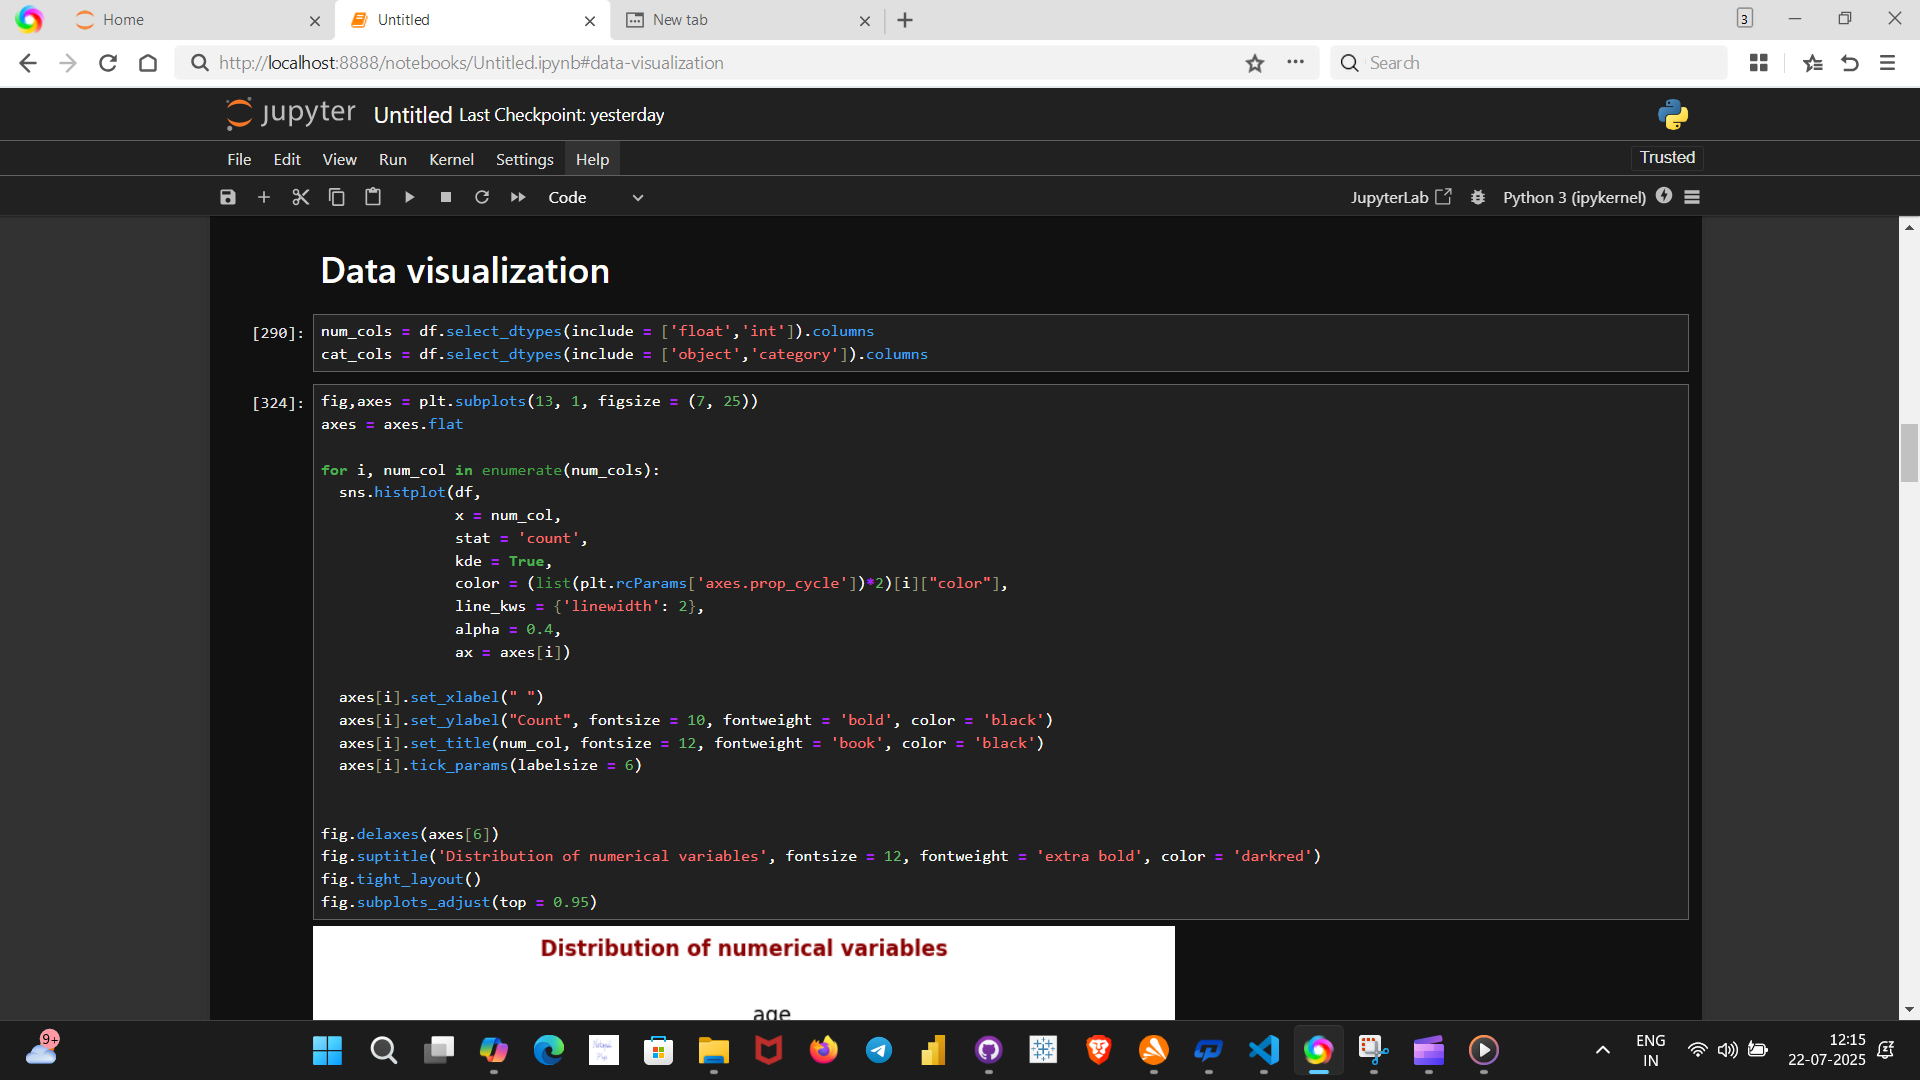 Home
Untitled
New tab
3
http://localhost:8888/notebooks/Untitled.ipynb#data-visualization
Search
jupyter Untitled Last Checkpoint: yesterday
File Edit View Run Kernel Settings Help
Trusted
Code
JupyterLab
Python 3 (ipykernel)
Data visualization
[290]:
num_cols = df.select_dtypes(include = ['float','int']).columns
cat_cols = df.select_dtypes(include = ['object','category']).columns
[324]:
fig,axes = plt.subplots(13, 1, figsize = (7, 25))
axes = axes.flat
for i, num_col in enumerate(num_cols):
sns.histplot(df,
x = num_col,
stat = 'count',
kde = True,
color = (list(plt.rcParams['axes.prop_cycle'])*2)[i]["color"],
line_kws = {'linewidth': 2},
alpha = 0.4,
ax = axes[i])
axes[i].set_xlabel(" ")
axes[i].set_ylabel("Count", fontsize = 10, fontweight = 'bold', color = 'black')
axes[i].set_title(num_col, fontsize = 12, fontweight = 'book', color = 'black')
axes[i].tick_params(labelsize = 6)
fig.delaxes(axes[6])
fig.suptitle('Distribution of numerical variables', fontsize = 12, fontweight = 'extra bold', color = 'darkred')
fig.tight_layout()
fig.subplots_adjust(top = 0.95)
Distribution of numerical variables
age
9+
ENG
IN
12:15
22-07-2025